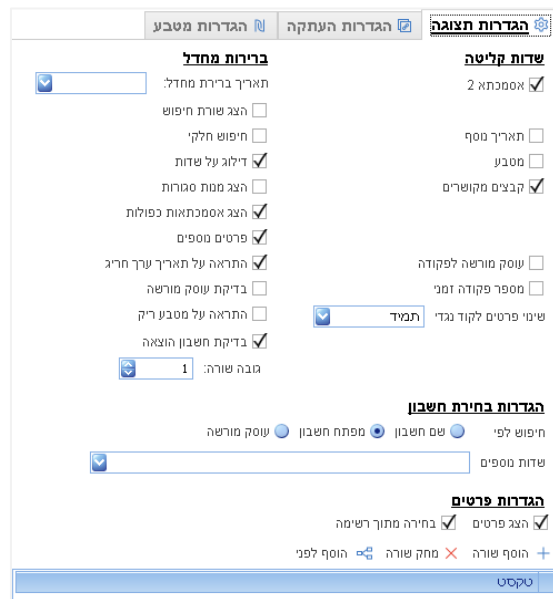 הגדרות תצוגה הגדרות העתקה הגדרות מטבע
שדות קליטה
אסמכתא 2
תאריך נוסף
מטבע
קבצים מקושרים
עוסק מורשה לפקודה
מספר פקודה זמני
שינוי פרטים לקוד נגדי תמיד
ברירות מחדל
תאריך ברירת מחדל:
הצג שורת חיפוש
חיפוש חלקי
דילוג על שדות
הצג מנות סגורות
הצג אסמכתאות כפולות
פרטים נוספים
התראה על תאריך ערך חריג
בדיקת עוסק מורשה
התראה על מטבע ריק
בדיקת חשבון הוצאה
גובה שורה: 1
הגדרות בחירת חשבון
חיפוש לפי שם חשבון מפתח חשבון עוסק מורשה
שדות נוספים
הגדרות פרטים
הצג פרטים בחירה מתוך רשימה
הוסף שורה מחק שורה הוסף לפני
טקסט